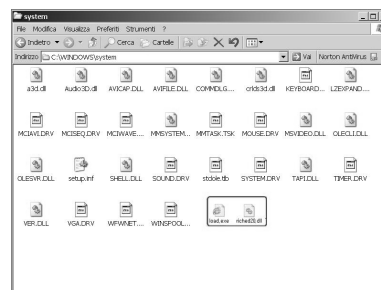 system
File Modifica Visualizza Preferiti Strumenti ?
Indietro Cerca Cartelle
Indirizzo C:\WINDOWS\system Vai Norton AntiVirus
a3d.dll Audio3D.dll AVICAP.DLL AVIFILE.DLL COMMDLG.... crlds3d.dll KEYBOARD.... LZEXPAND....
MCIAVI.DRV MCISEQ.DRV MCIWAVE.... MMSYSTEM.... MMTASK.TSK MOUSE.DRV MSVIDEO.DLL OLECLI.DLL
OLESVR.DLL setup.inf SHELL.DLL SOUND.DRV stdole.tlb SYSTEM.DRV TAPI.DLL TIMER.DRV
VER.DLL VGA.DRV WFWNET.... WINSPOOL.... load.exe riched20.dll